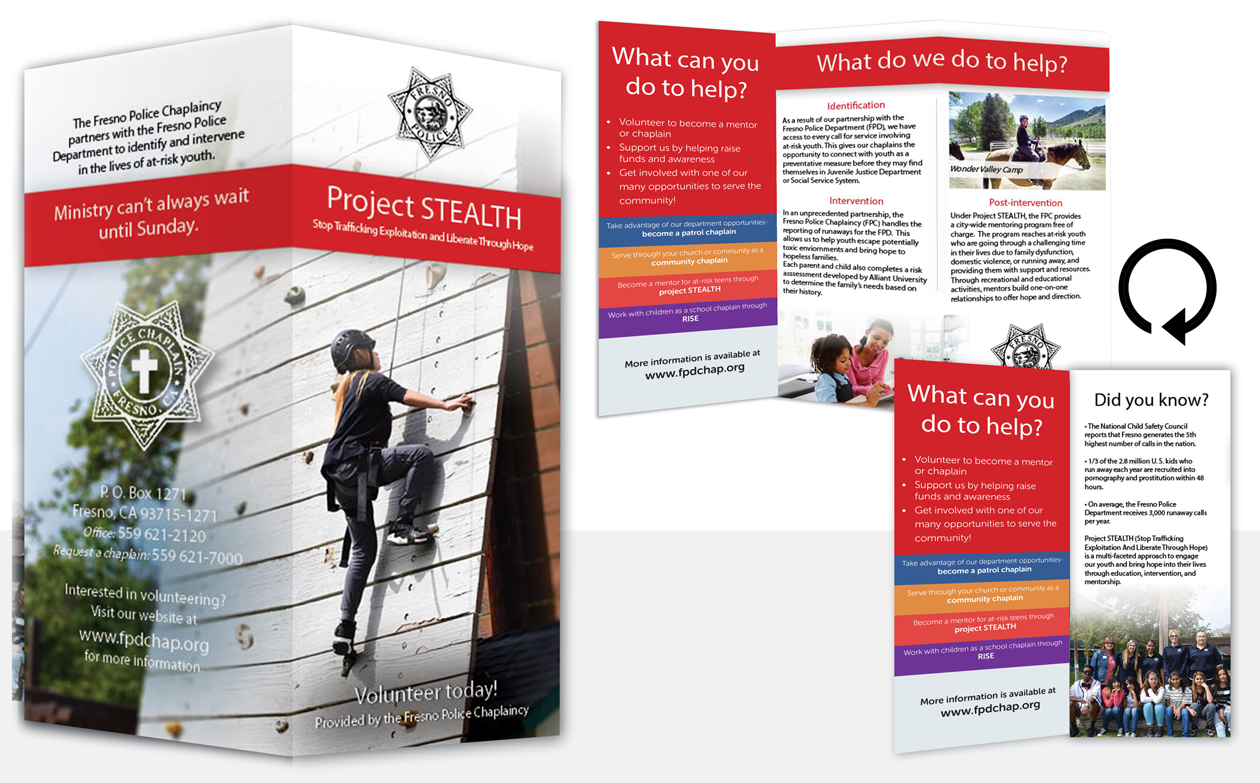 The Fresno Police Chaplaincy
partners with the Fresno Police
Department to identify and intervene
in the lives of at-risk youth.
Ministry can't always wait
until Sunday.
POLICE CHAPLAIN
FRESNO, CA
P. O. Box 1271
Fresno, CA 93715-1271
Office: 559 621-2120
Request a chaplain: 559 621-7000
Interested in volunteering?
Visit our website at
www.fpdchap.org
for more information.
FRESNO
POLICE
Project STEALTH
Stop Trafficking Exploitation and Liberate Through Hope
Volunteer today!
Provided by the Fresno Police Chaplaincy
What can you
do to help?
• Volunteer to become a mentor
or chaplain
• Support us by helping raise
funds and awareness
• Get involved with one of our
many opportunities to serve the
community!
Take advantage of our department opportunities-
become a patrol chaplain
Serve through your church or community as a
community chaplain
Become a mentor for at-risk teens through
project STEALTH
Work with children as a school chaplain through
RISE
More information is available at
www.fpdchap.org
What do we do to help?
Identification
As a result of our partnership with the
Fresno Police Department (FPD), we have
access to every call for service involving
at-risk youth. This gives our chaplains the
opportunity to connect with youth as a
preventative measure before they may find
themselves in Juvenile Justice Department
or Social Service System.
Intervention
In an unprecedented partnership, the
Fresno Police Chaplaincy (FPC) handles the
reporting of runaways for the FPD. This
allows us to help youth escape potentially
toxic enviornments and bring hope to
hopeless families.
Each parent and child also completes a risk
asssessment developed by Alliant University
to determine the family's needs based on
their history.
Wonder Valley Camp
Post-intervention
Under Project STEALTH, the FPC provides
a city-wide mentoring program free of
charge. The program reaches at-risk youth
who are going through a challenging time
in their lives due to family dysfunction,
domestic violence, or running away, and
providing them with support and resources.
Through recreational and educational
activities, mentors build one-on-one
relationships to offer hope and direction.
FRESNO
What can you
do to help?
• Volunteer to become a mentor
or chaplain
• Support us by helping raise
funds and awareness
• Get involved with one of our
many opportunities to serve the
community!
Take advantage of our department opportunities-
become a patrol chaplain
Serve through your church or community as a
community chaplain
Become a mentor for at-risk teens through
project STEALTH
Work with children as a school chaplain through
RISE
More information is available at
www.fpdchap.org
Did you know?
• The National Child Safety Council
reports that Fresno generates the 5th
highest number of calls in the nation.
• 1/3 of the 2.8 million U. S. kids who
run away each year are recruited into
pornography and prostitution within 48
hours.
• On average, the Fresno Police
Department receives 3,000 runaway calls
per year.
Project STEALTH (Stop Trafficking
Exploitation And Liberate Through Hope)
is a multi-faceted approach to engage
our youth and bring hope into their lives
through education, intervention, and
mentorship.